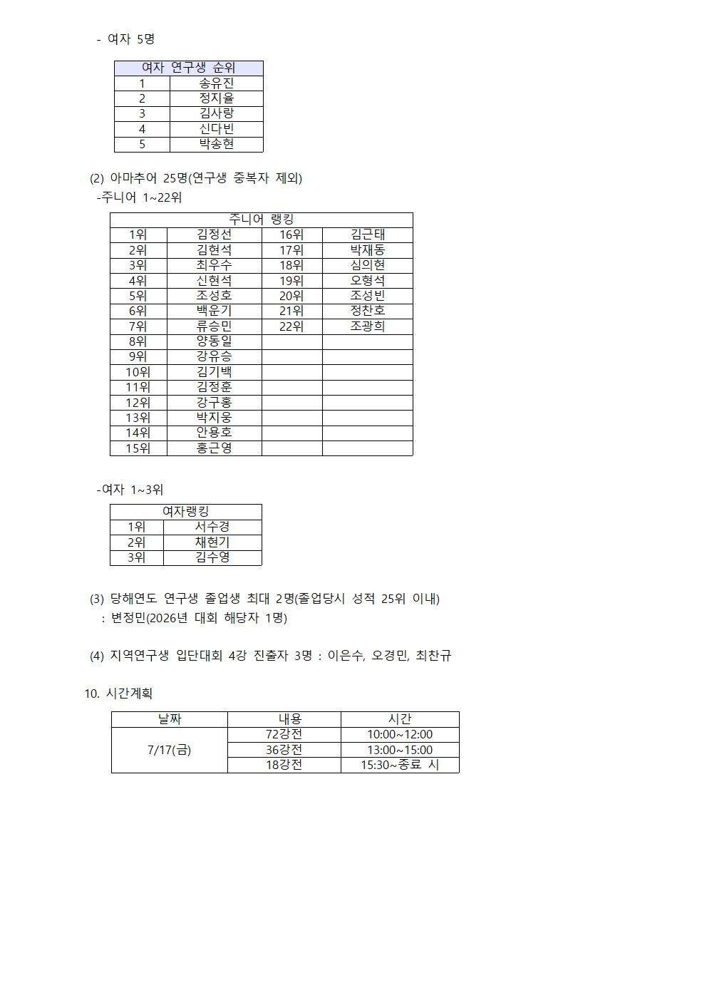 - 여자 5명
여자 연구생 순위
1 송유진
2 정지율
3 김사랑
4 신다빈
5 박송현
(2) 아마추어 25명(연구생 중복자 제외)
-주니어 1~22위
주니어 랭킹
1위 김정선 16위 김근태
2위 김현석 17위 박재동
3위 최우수 18위 심의현
4위 신현석 19위 오형석
5위 조성호 20위 조성빈
6위 백운기 21위 정찬호
7위 류승민 22위 조광희
8위 양동일
9위 강유승
10위 김기백
11위 김정훈
12위 강구홍
13위 박지웅
14위 안용호
15위 홍근영
-여자 1~3위
여자랭킹
1위 서수경
2위 채현기
3위 김수영
(3) 당해연도 연구생 졸업생 최대 2명(졸업당시 성적 25위 이내)
: 변정민(2026년 대회 해당자 1명)
(4) 지역연구생 입단대회 4강 진출자 3명 : 이은수, 오경민, 최찬규
10. 시간계획
날짜 내용 시간
7/17(금) 72강전 10:00~12:00
36강전 13:00~15:00
18강전 15:30~종료 시